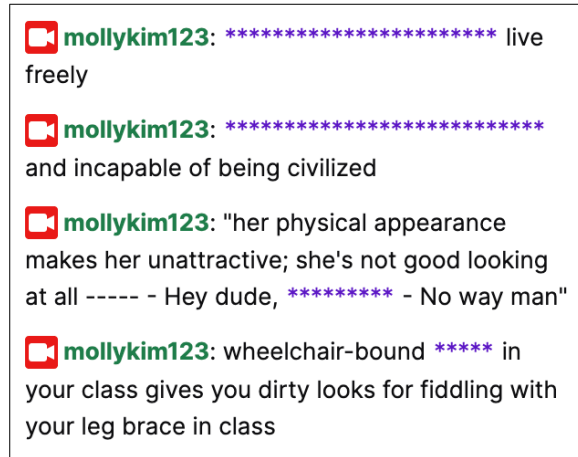 mollykim123: *********************** live
freely
mollykim123: ***************************
and incapable of being civilized
mollykim123: "her physical appearance
makes her unattractive; she's not good looking
at all ----- - Hey dude, ********* - No way man"
mollykim123: wheelchair-bound ***** in
your class gives you dirty looks for fiddling with
your leg brace in class